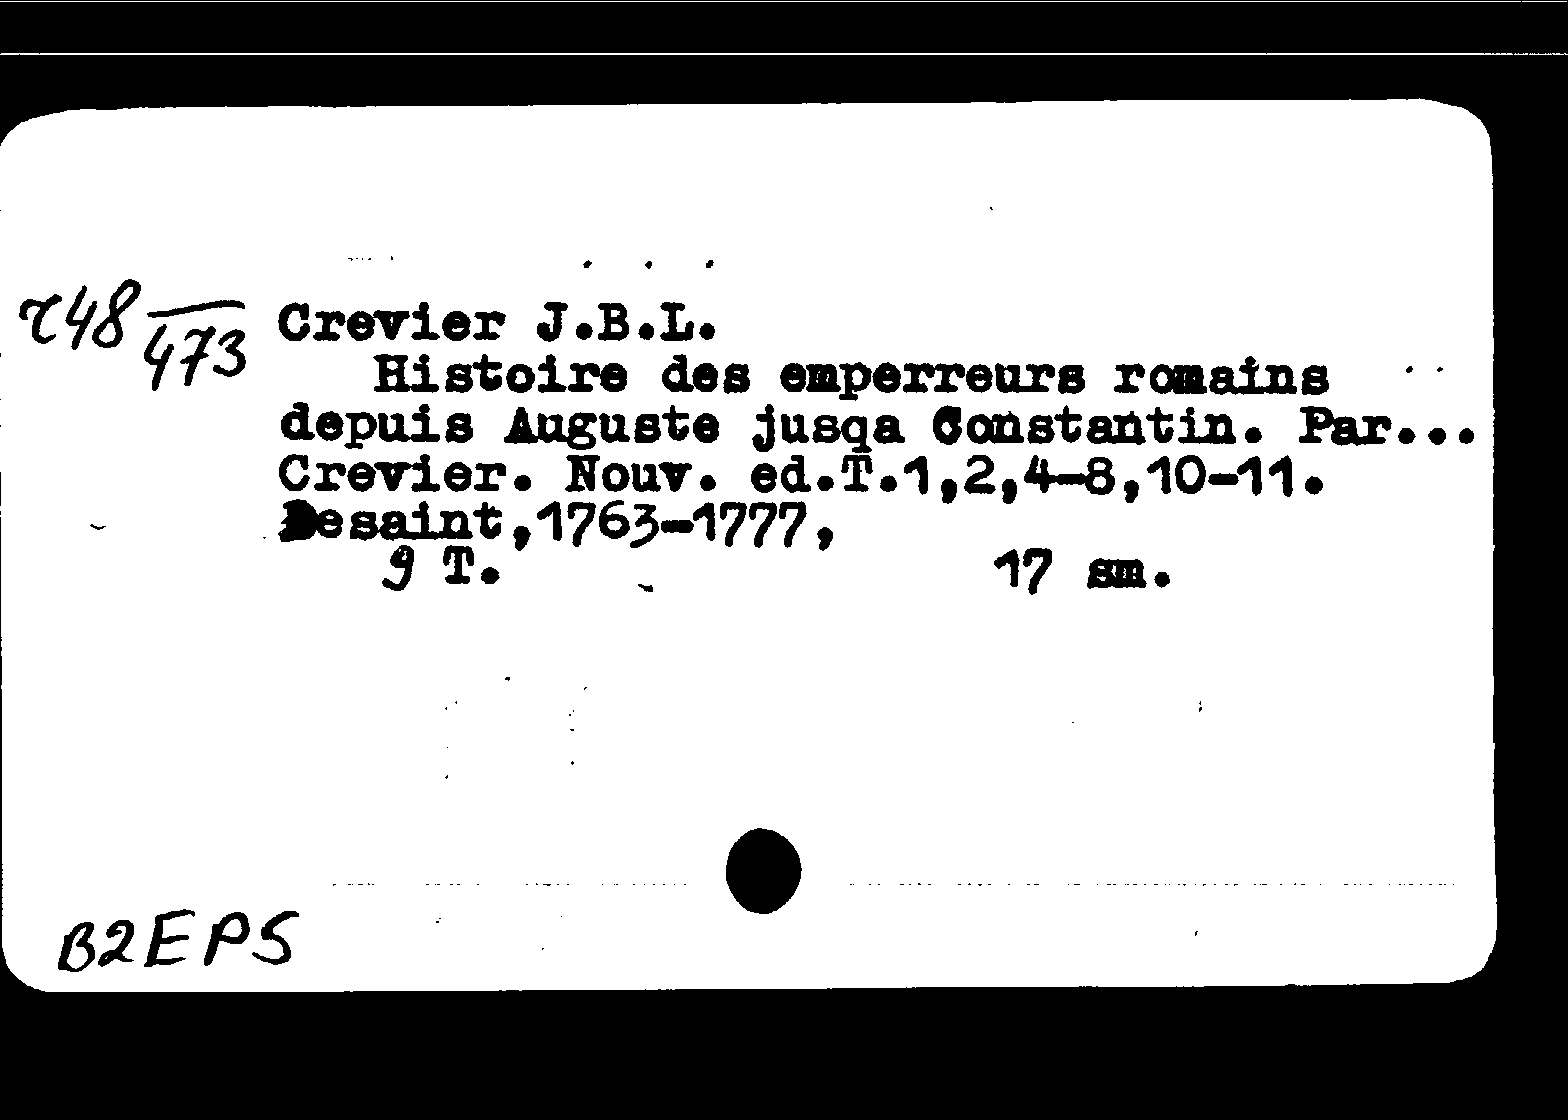 τ48/473 Crevier J.B.L.
Histoire des emperreurs romains
depuis Auguste jusqa Constantin. Par...
Crevier. Nouv. ed.T.1,2,4-8,10-11.
Desaint,1763-1777,
9 T. 17 sm.
B2EPS